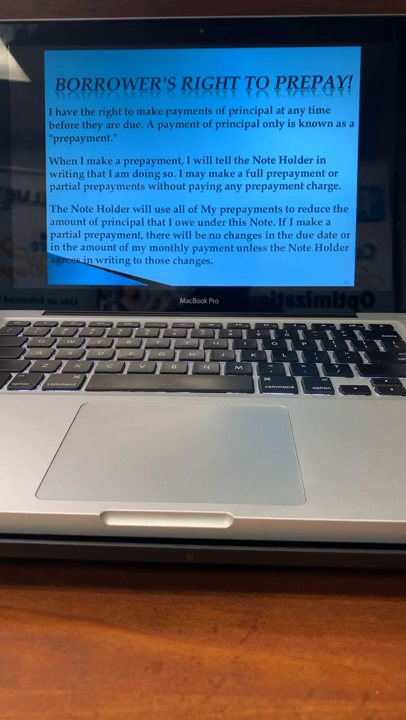 BORROWER'S RIGHT TO PREPAY!
I have the right to make payments of principal at any time
before they are due. A payment of principal only is known as a
"prepayment."
When I make a prepayment, I will tell the Note Holder in
writing that I am doing so. I may make a full prepayment or
partial prepayments without paying any prepayment charge.
The Note Holder will use all of My prepayments to reduce the
amount of principal that I owe under this Note. If I make a
partial prepayment, there will be no changes in the due date or
in the amount of my monthly payment unless the Note Holder
agrees in writing to those changes.
Optimization
MacBook Pro
command
command
option